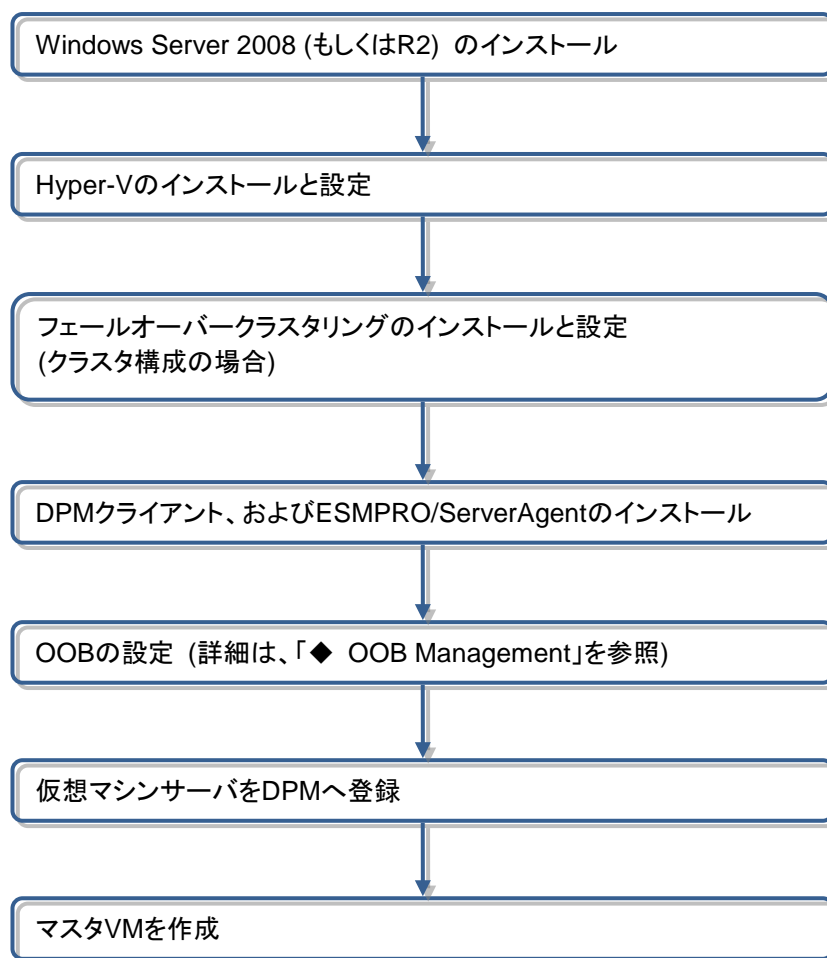 Windows Server 2008 (もしくはR2) のインストール
Hyper-Vのインストールと設定
フェールオーバークラスタリングのインストールと設定
(クラスタ構成の場合)
DPMクライアント、およびESMPRO/ServerAgentのインストール
OOBの設定 (詳細は、「◆ OOB Management」を参照)
仮想マシンサーバをDPMへ登録
マスタVMを作成